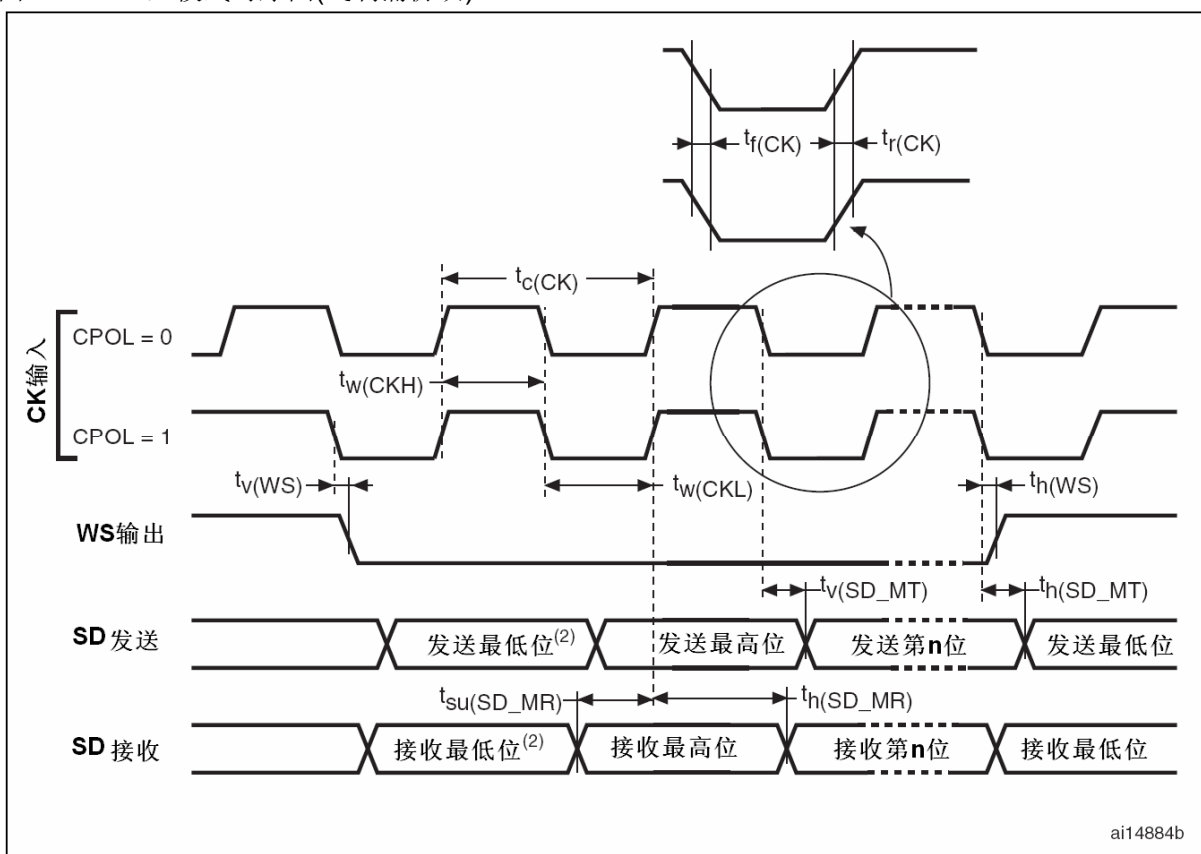 tf(CK)
tr(CK)
tc(CK)
CK输入
CPOL = 0
tw(CKH)
CPOL = 1
tv(WS)
tw(CKL)
th(WS)
WS输出
tv(SD_MT)
th(SD_MT)
SD 发送
发送最低位(2)
发送最高位
发送第n位
发送最低位
tsu(SD_MR)
th(SD_MR)
SD 接收
接收最低位(2)
接收最高位
接收第n位
接收最低位
ai14884b